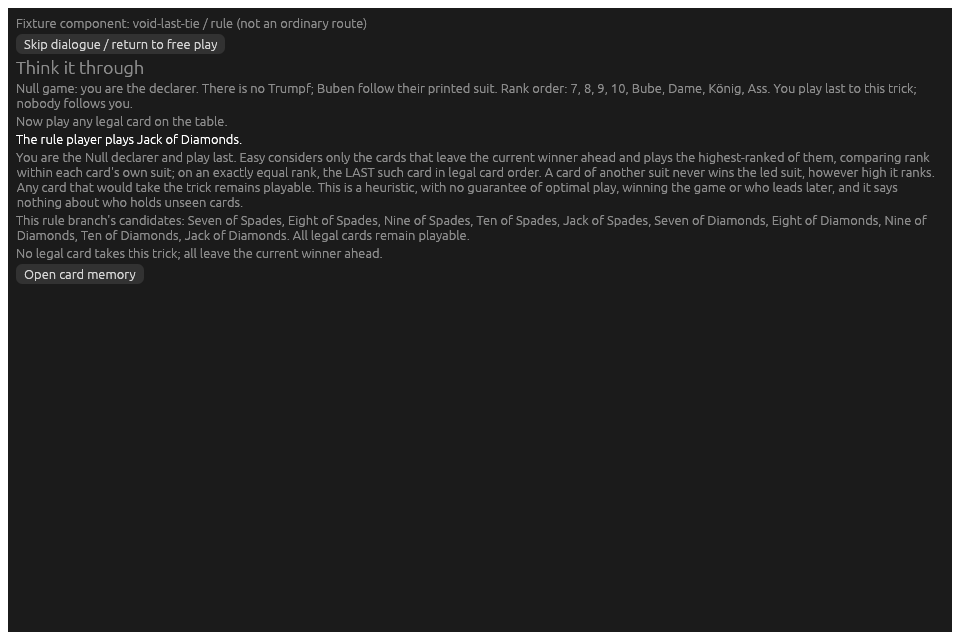 Fixture component: void-last-tie / rule (not an ordinary route)
Skip dialogue / return to free play
Think it through
Null game: you are the declarer. There is no Trumpf; Buben follow their printed suit. Rank order: 7, 8, 9, 10, Bube, Dame, König, Ass. You play last to this trick;
nobody follows you.
Now play any legal card on the table.
The rule player plays Jack of Diamonds.
You are the Null declarer and play last. Easy considers only the cards that leave the current winner ahead and plays the highest-ranked of them, comparing rank
within each card's own suit; on an exactly equal rank, the LAST such card in legal card order. A card of another suit never wins the led suit, however high it ranks.
Any card that would take the trick remains playable. This is a heuristic, with no guarantee of optimal play, winning the game or who leads later, and it says
nothing about who holds unseen cards.
This rule branch's candidates: Seven of Spades, Eight of Spades, Nine of Spades, Ten of Spades, Jack of Spades, Seven of Diamonds, Eight of Diamonds, Nine of
Diamonds, Ten of Diamonds, Jack of Diamonds. All legal cards remain playable.
No legal card takes this trick; all leave the current winner ahead.
Open card memory